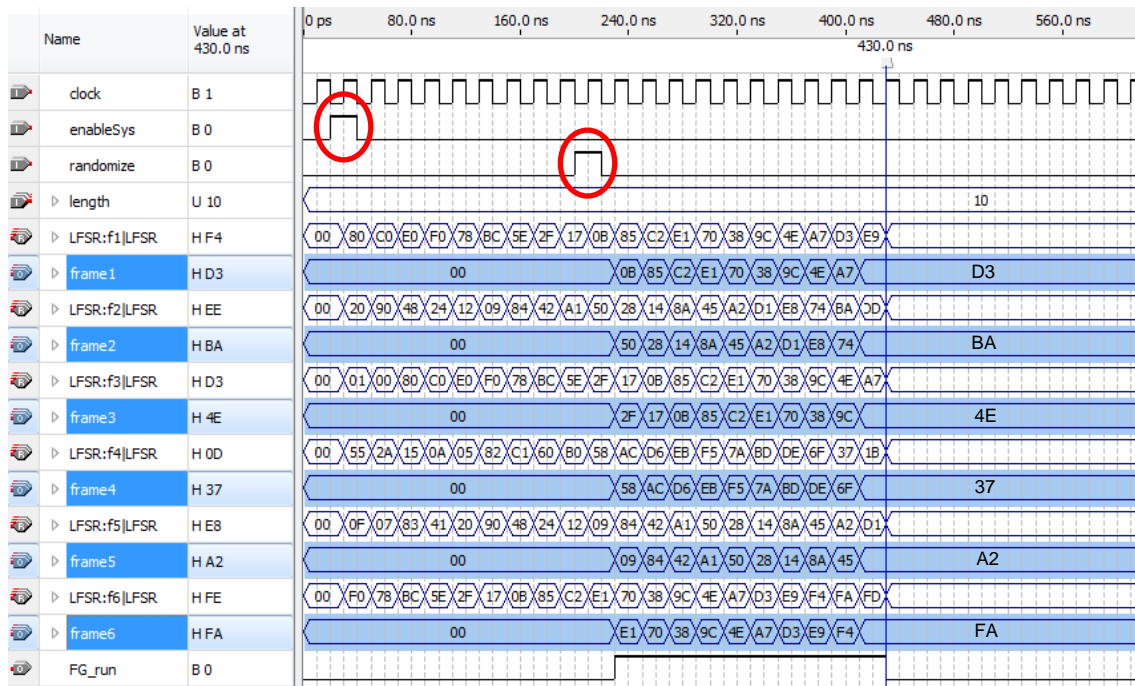 0 ps 80.0 ns 160.0 ns 240.0 ns 320.0 ns 400.0 ns 480.0 ns 560.0 ns
Name Value at
430.0 ns
430.0 ns
clock B 1
enableSys B 0
randomize B 0
length U 10 10
LFSR:f1|LFSR H F4 00 80 C0 E0 F0 78 BC 5E 2F 17 0B 85 C2 E1 70 38 9C 4E A7 D3 E9
frame1 H D3 00 0B 85 C2 E1 70 38 9C 4E A7 D3
LFSR:f2|LFSR H EE 00 20 90 48 24 12 09 84 42 A1 50 28 14 8A 45 A2 D1 E8 74 BA DD
frame2 H BA 00 50 28 14 8A 45 A2 D1 E8 74 BA
LFSR:f3|LFSR H D3 00 01 00 80 C0 E0 F0 78 BC 5E 2F 17 0B 85 C2 E1 70 38 9C 4E A7
frame3 H 4E 00 2F 17 0B 85 C2 E1 70 38 9C 4E
LFSR:f4|LFSR H 0D 00 55 2A 15 0A 05 82 C1 60 B0 58 AC D6 EB F5 7A BD DE 6F 37 1B
frame4 H 37 00 58 AC D6 EB F5 7A BD DE 6F 37
LFSR:f5|LFSR H E8 00 0F 07 83 41 20 90 48 24 12 09 84 42 A1 50 28 14 8A 45 A2 D1
frame5 H A2 00 09 84 42 A1 50 28 14 8A 45 A2
LFSR:f6|LFSR H FE 00 F0 78 BC 5E 2F 17 0B 85 C2 E1 70 38 9C 4E A7 D3 E9 F4 FA FD
frame6 H FA 00 E1 70 38 9C 4E A7 D3 E9 F4 FA
FG_run B 0